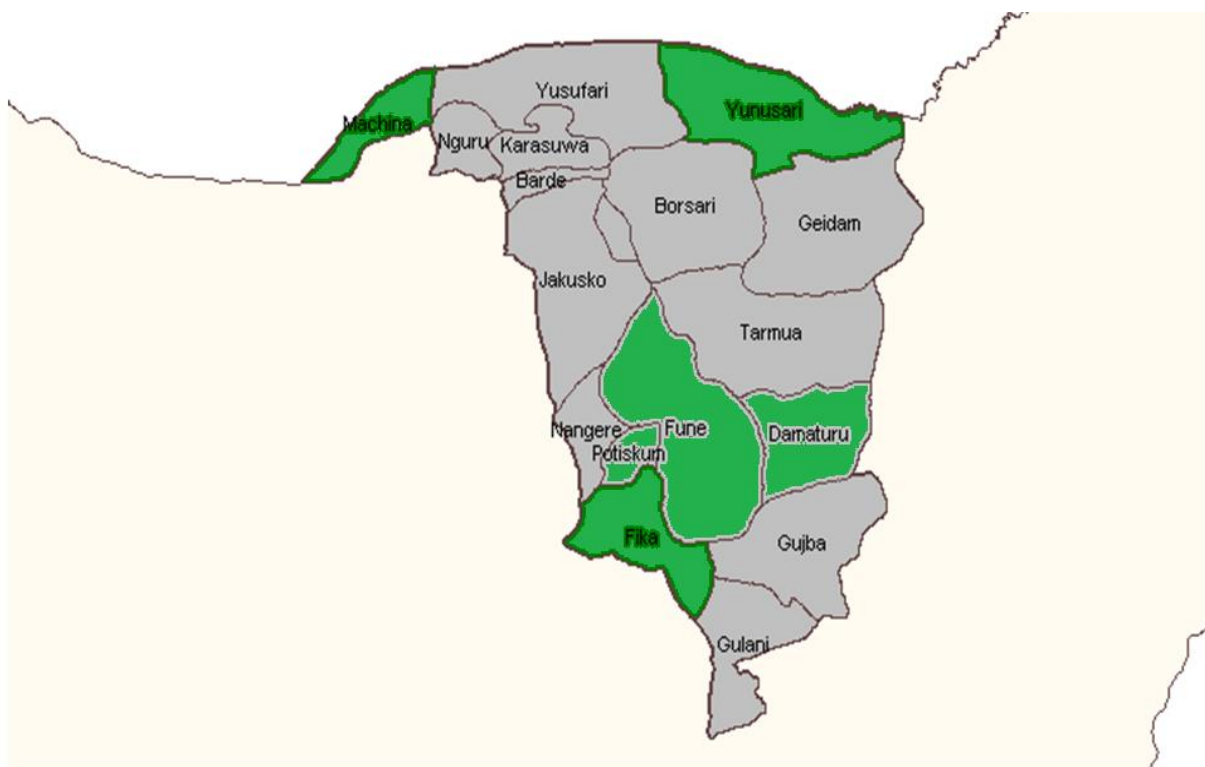 Yusufari
Yunusari
Machina
Nguru
Karasuwa
Barde
Borsari
Geidam
Jakusko
Tarmua
Nangere
Fune
Damaturu
Potiskum
Fika
Gujba
Gulani